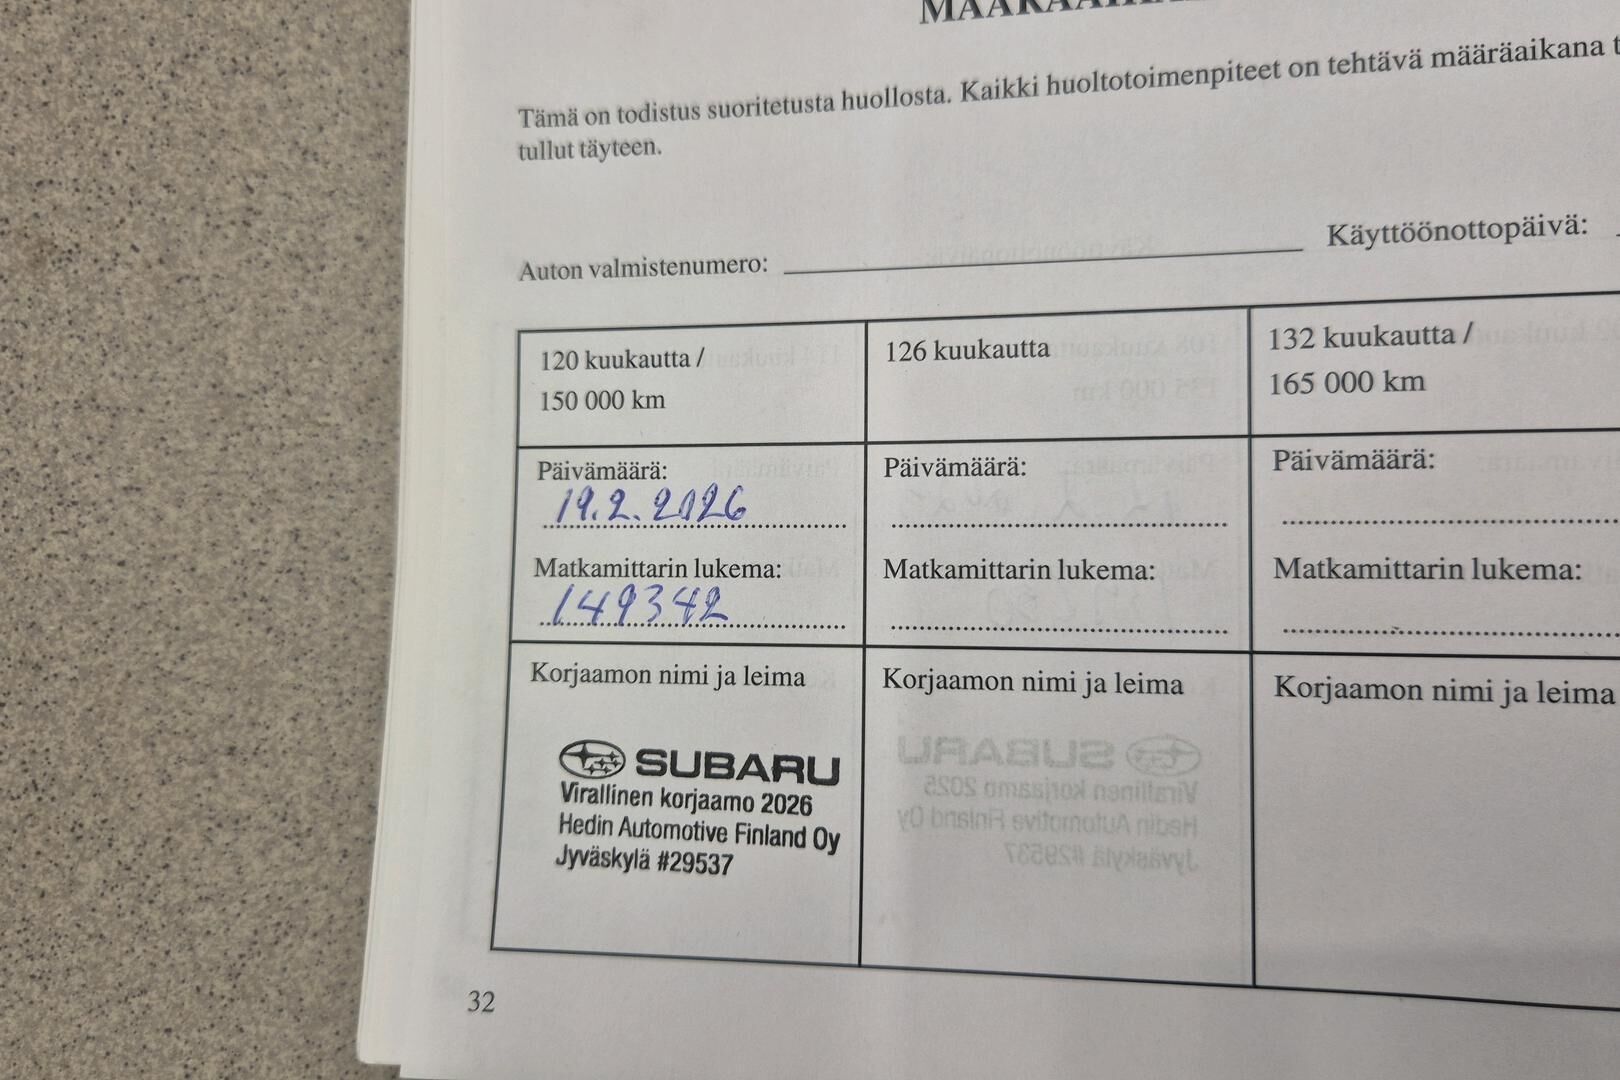 Tämä on todistus suoritetusta huollosta. Kaikki huoltotoimenpiteet on tehtävä määräaikana
tullut täyteen.
Auton valmistenumero: Käyttöönottopäivä:
120 kuukautta /
150 000 km
126 kuukautta
132 kuukautta /
165 000 km
Päivämäärä:
19.2.2026
Päivämäärä:
Päivämäärä:
Matkamittarin lukema:
149342
Matkamittarin lukema:
Matkamittarin lukema:
Korjaamon nimi ja leima
SUBARU
Virallinen korjaamo 2026
Hedin Automotive Finland Oy
Jyväskylä #29537
Korjaamon nimi ja leima
Korjaamon nimi ja leima
32